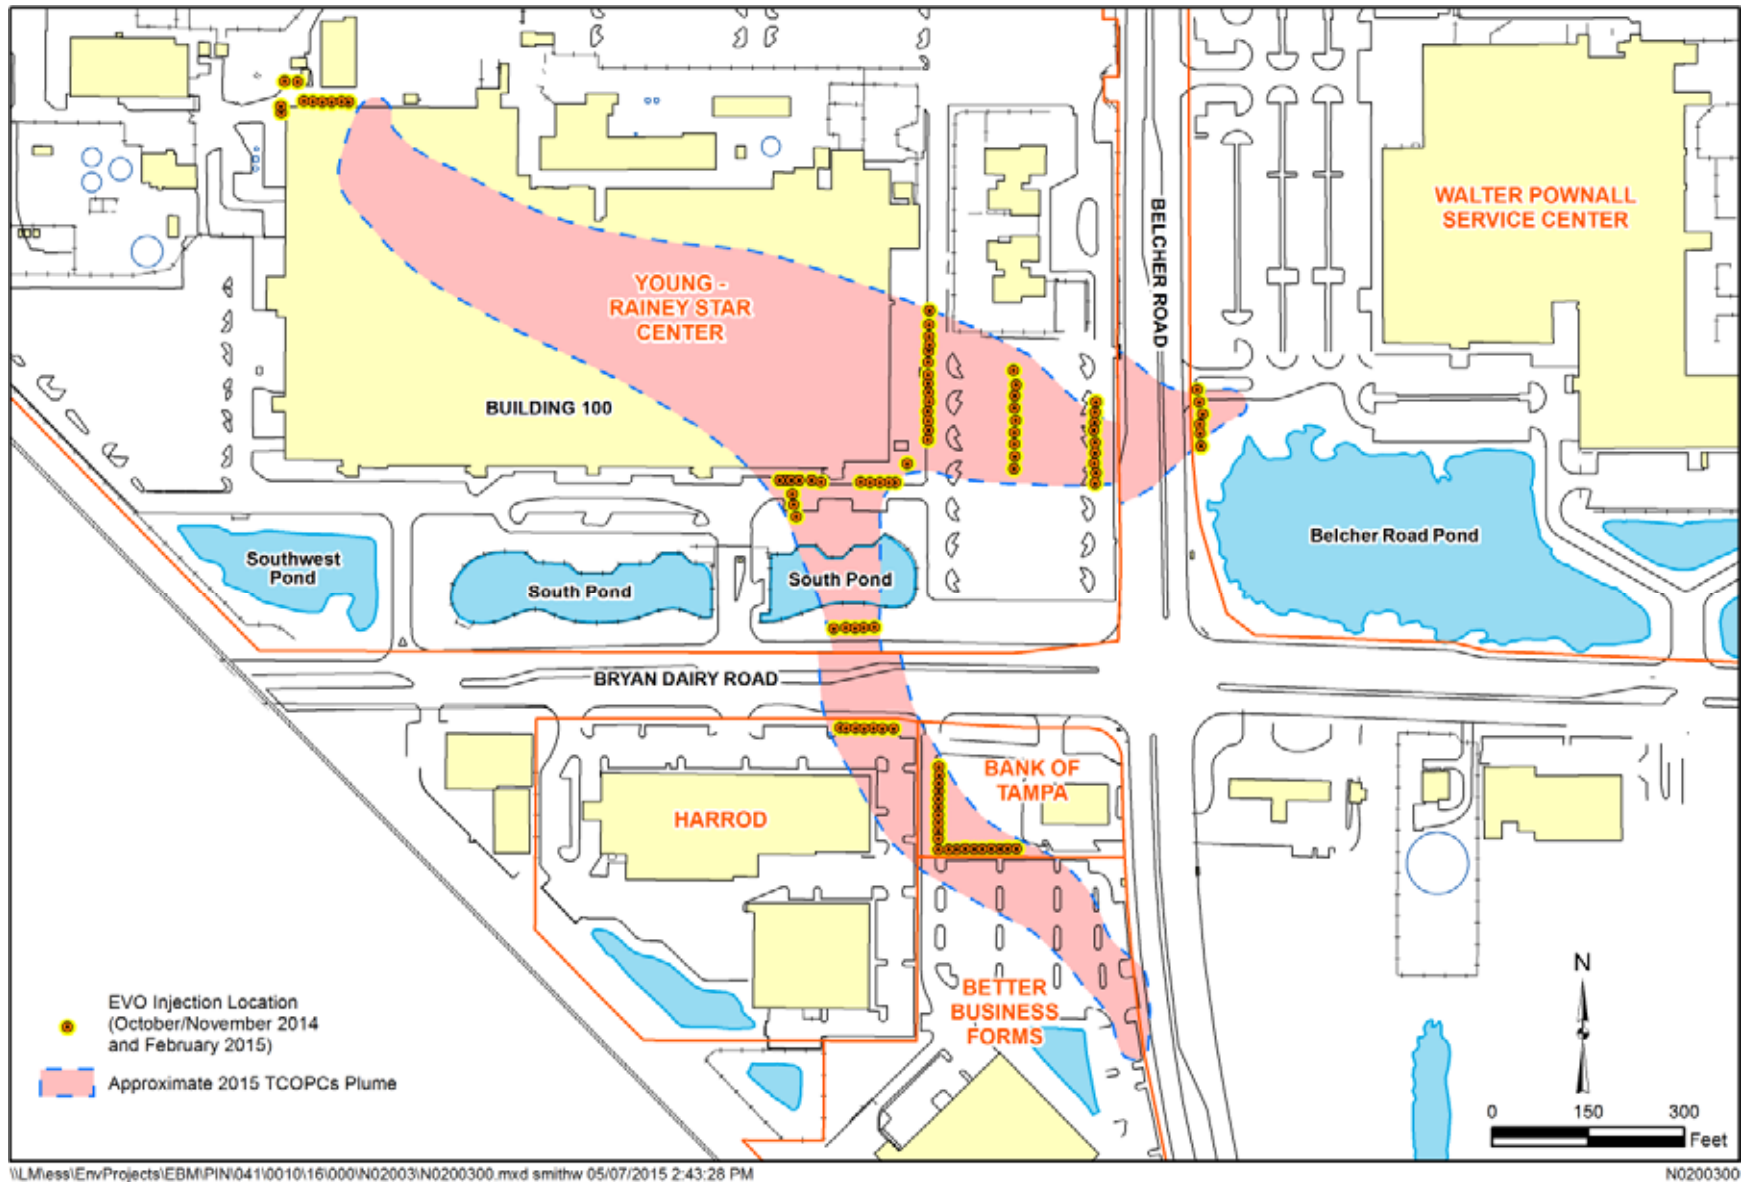 WALTER POWNALL
SERVICE CENTER
BELCHER ROAD
YOUNG -
RAINEY STAR
CENTER
BUILDING 100
Belcher Road Pond
Southwest
Pond
South Pond
South Pond
BRYAN DAIRY ROAD
BANK OF
TAMPA
HARROD
BETTER
BUSINESS
FORMS
N
EVO Injection Location
(October/November 2014
and February 2015)
Approximate 2015 TCOPCs Plume
0 150 300
Feet
\\LM\ess\EnvProjects\EBM\PIN\041\0010\16\000\N02003\N0200300.mxd smithw 05/07/2015 2:43:28 PM
N0200300